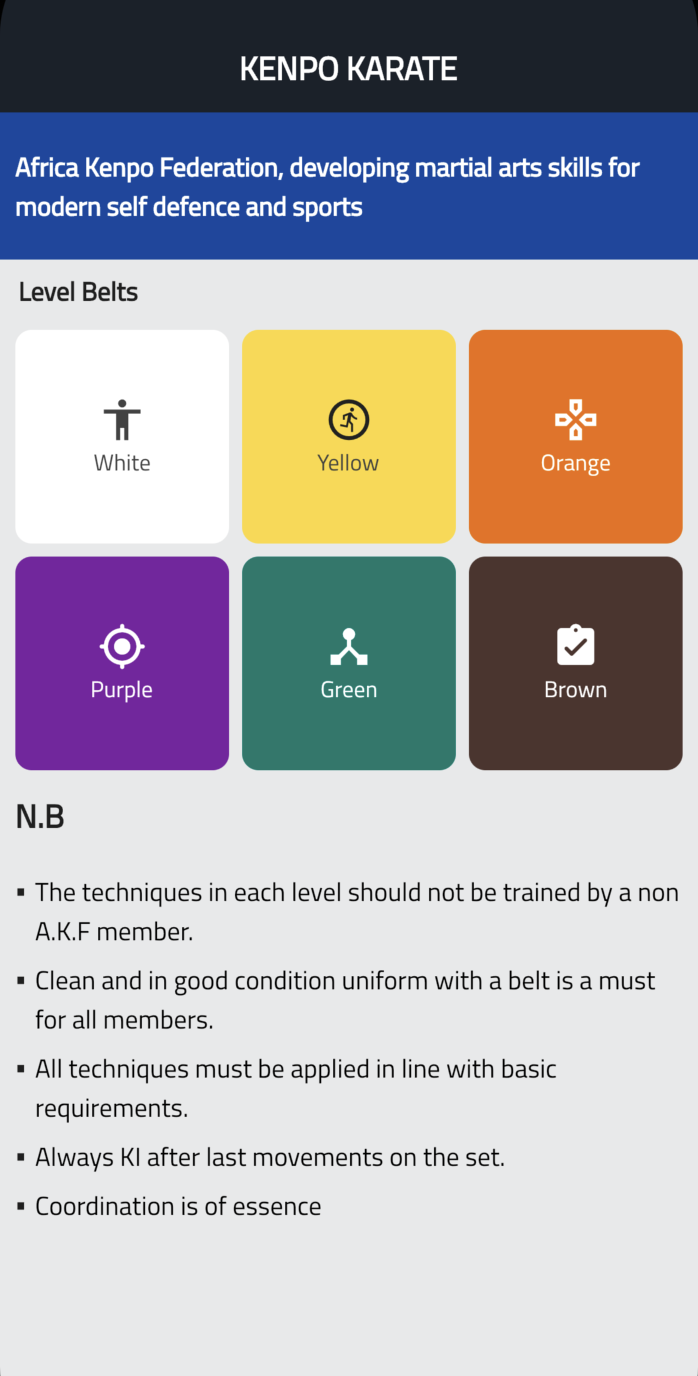 KENPO KARATE
Africa Kenpo Federation, developing martial arts skills for
modern self defence and sports
Level Belts
White
Yellow
Orange
Purple
Green
Brown
N.B
▪ The techniques in each level should not be trained by a non
A.K.F member.
▪ Clean and in good condition uniform with a belt is a must
for all members.
▪ All techniques must be applied in line with basic
requirements.
▪ Always KI after last movements on the set.
▪ Coordination is of essence